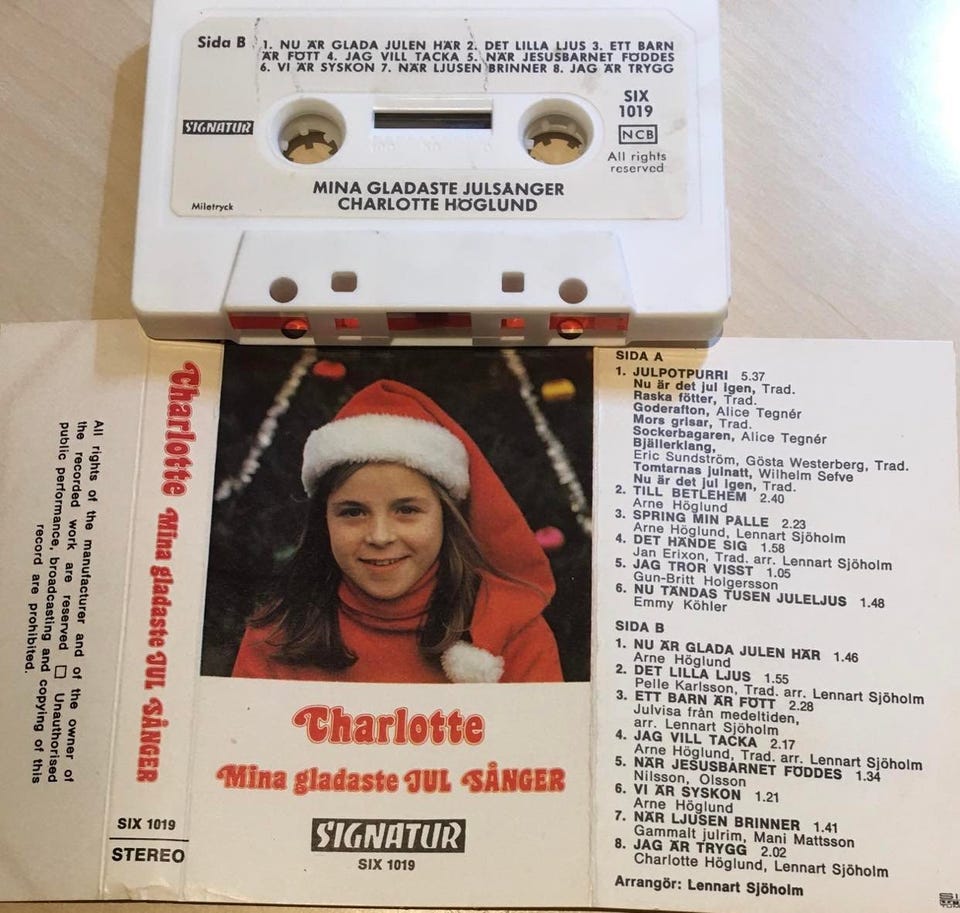 Sida B
1. NU ÄR GLADA JULEN HÄR 2. DET LILLA LJUS 3. ETT BARN
ÄR FÖTT 4. JAG VILL TACKA 5. NÄR JESUSBARNET FÖDDES
6. VI ÄR SYSKON 7. NÄR LJUSEN BRINNER 8. JAG ÄR TRYGG
SIGNATUR
SIX
1019
NCB
All rights
reserved
MINA GLADASTE JULSÅNGER
CHARLOTTE HÖGLUND
Miletryck
All rights of the manufacturer and of the owner of
the recorded work are reserved □ Unauthorised
public performance, broadcasting and copying of this
record are prohibited.
Charlotte Mina gladaste JUL SÅNGER
SIX 1019
STEREO
Charlotte
Mina gladaste JUL SÅNGER
SIGNATUR
SIX 1019
SIDA A
1. JULPOTPURRI 5.37
Nu är det jul igen, Trad.
Raska fötter, Trad.
Goderafton, Alice Tegnér
Mors grisar, Trad.
Sockerbagaren, Alice Tegnér
Bjällerklang,
Eric Sundström, Gösta Westerberg, Trad.
Tomtarnas julnatt, Wilhelm Sefve
Nu är det jul igen, Trad.
2. TILL BETLEHEM 2.40
Arne Höglund
3. SPRING MIN PÅLLE 2.23
Arne Höglund, Lennart Sjöholm
4. DET HÄNDE SIG 1.58
Jan Erixon, Trad. arr. Lennart Sjöholm
5. JAG TROR VISST 1.05
Gun-Britt Holgersson
6. NU TÄNDAS TUSEN JULELJUS 1.48
Emmy Köhler
SIDA B
1. NU ÄR GLADA JULEN HÄR 1.46
Arne Höglund
2. DET LILLA LJUS 1.55
Pelle Karlsson, Trad. arr. Lennart Sjöholm
3. ETT BARN ÄR FÖTT 2.28
Julvisa från medeltiden,
arr. Lennart Sjöholm
4. JAG VILL TACKA 2.17
Arne Höglund, Trad. arr. Lennart Sjöholm
5. NÄR JESUSBARNET FÖDDES 1.34
Nilsson, Olsson
6. VI ÄR SYSKON 1.21
Arne Höglund
7. NÄR LJUSEN BRINNER 1.41
Gammalt julrim, Mani Mattsson
8. JAG ÄR TRYGG 2.02
Charlotte Höglund, Lennart Sjöholm
Arrangör: Lennart Sjöholm